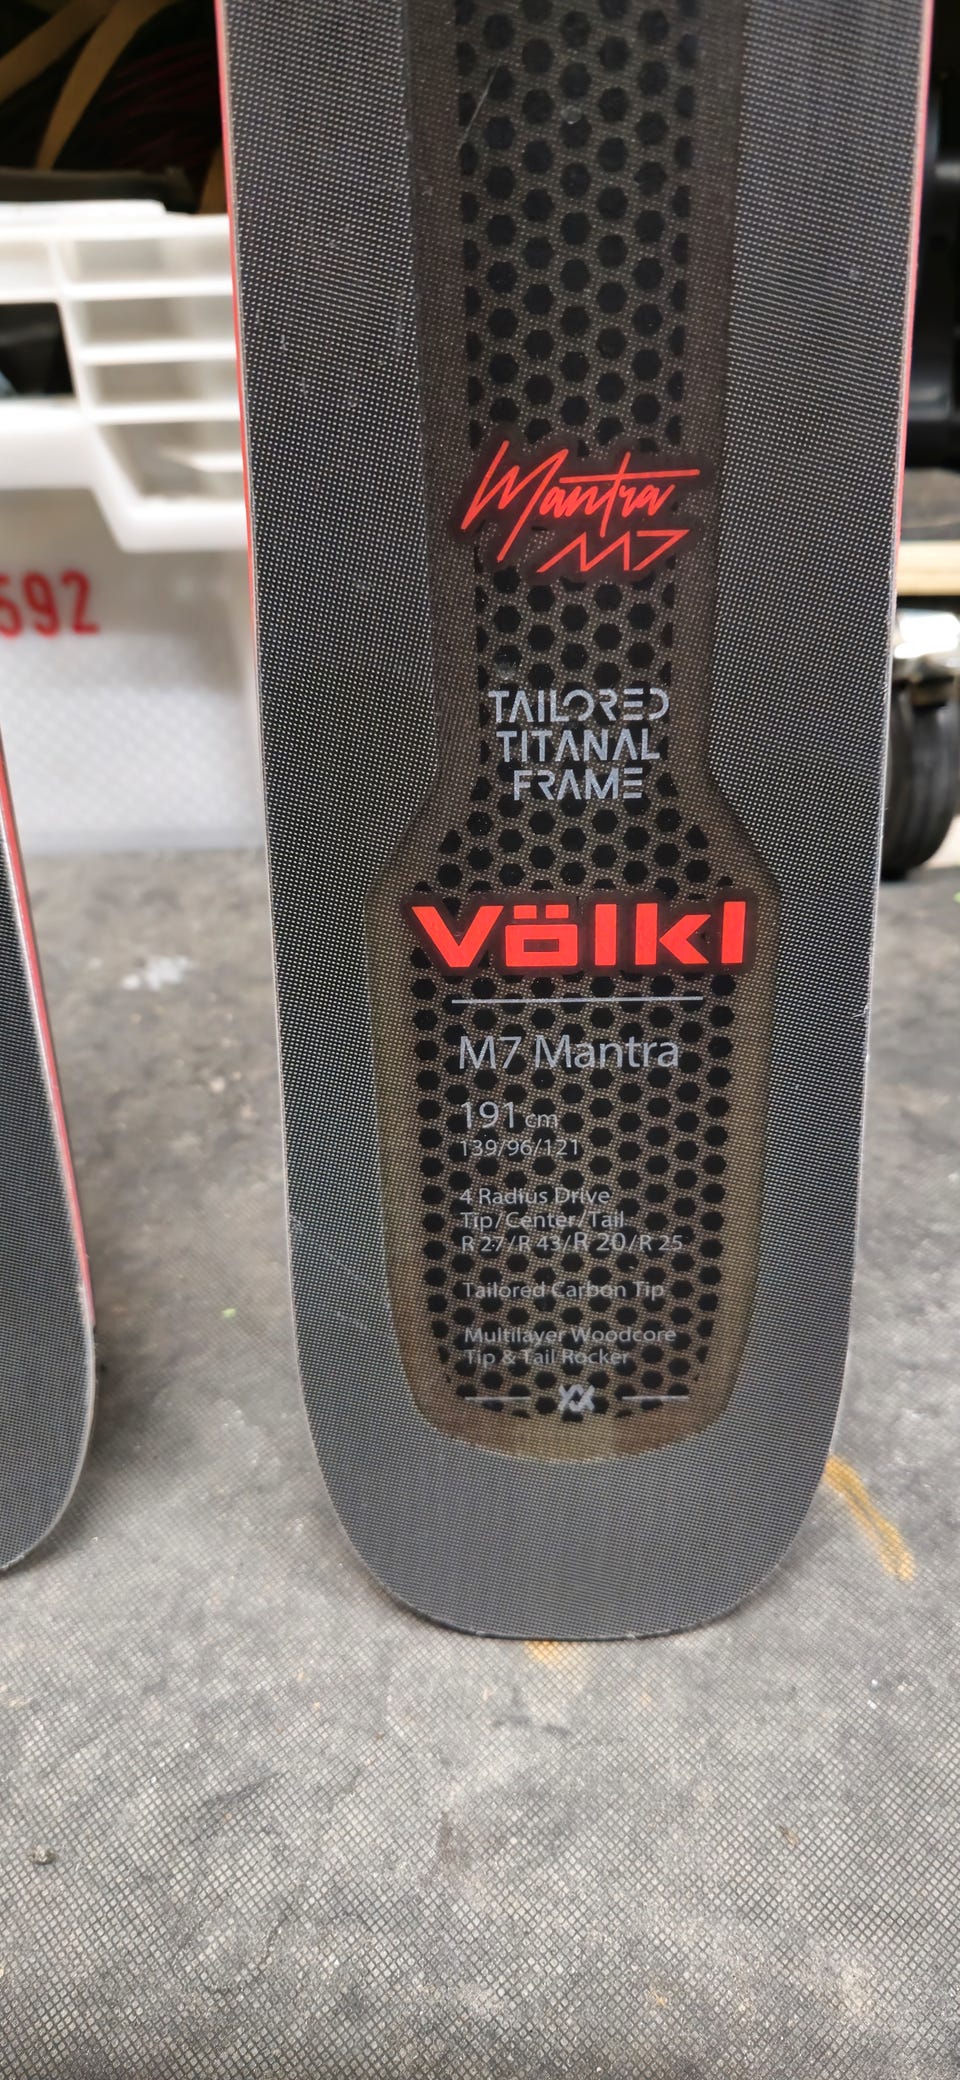 592
Mantra
M7
TAILORED
TITANAL
FRAME
Völkl
M7 Mantra
191 cm
139/96/121
4 Radius Drive
Tip/Center/Tail
R 27/R 43/R 20/R 25
Tailored Carbon Tip
Multilayer Woodcore
Tip & Tail Rocker